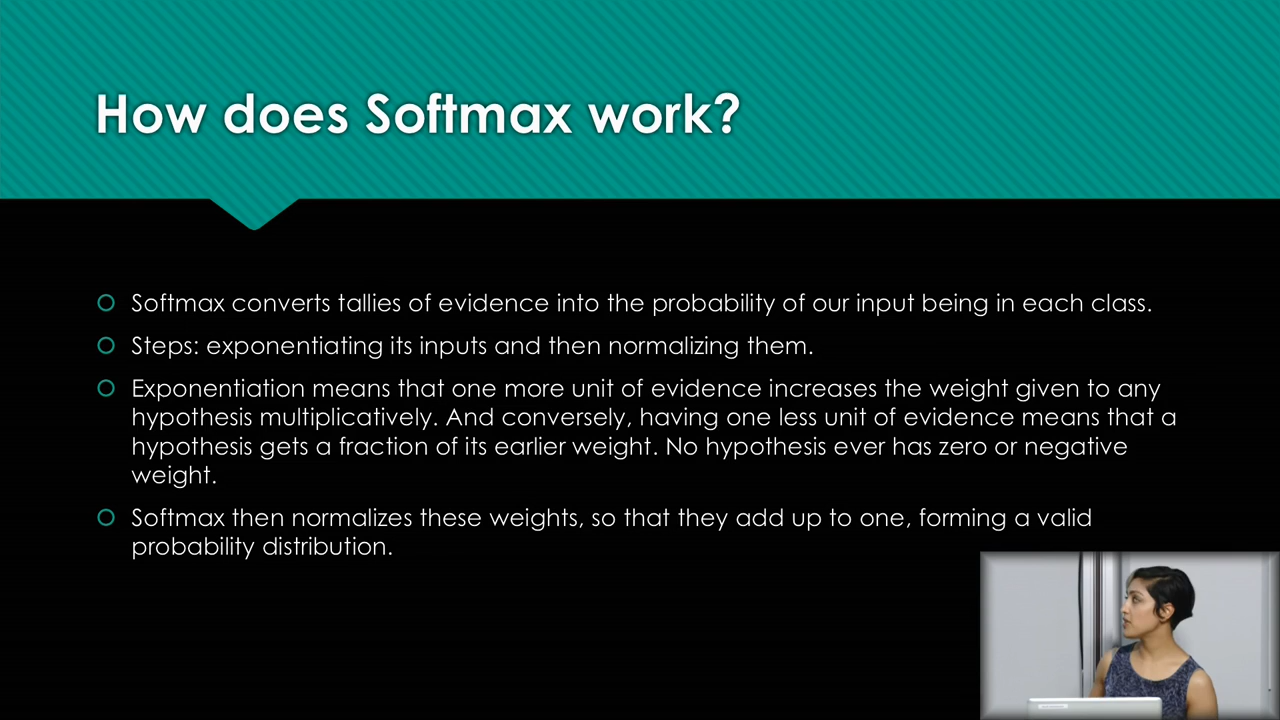 How does Softmax work?
Softmax converts tallies of evidence into the probability of our input being in each class.
Steps: exponentiating its inputs and then normalizing them.
Exponentiation means that one more unit of evidence increases the weight given to any
hypothesis multiplicatively. And conversely, having one less unit of evidence means that a
hypothesis gets a fraction of its earlier weight. No hypothesis ever has zero or negative
weight.
Softmax then normalizes these weights, so that they add up to one, forming a valid
probability distribution.